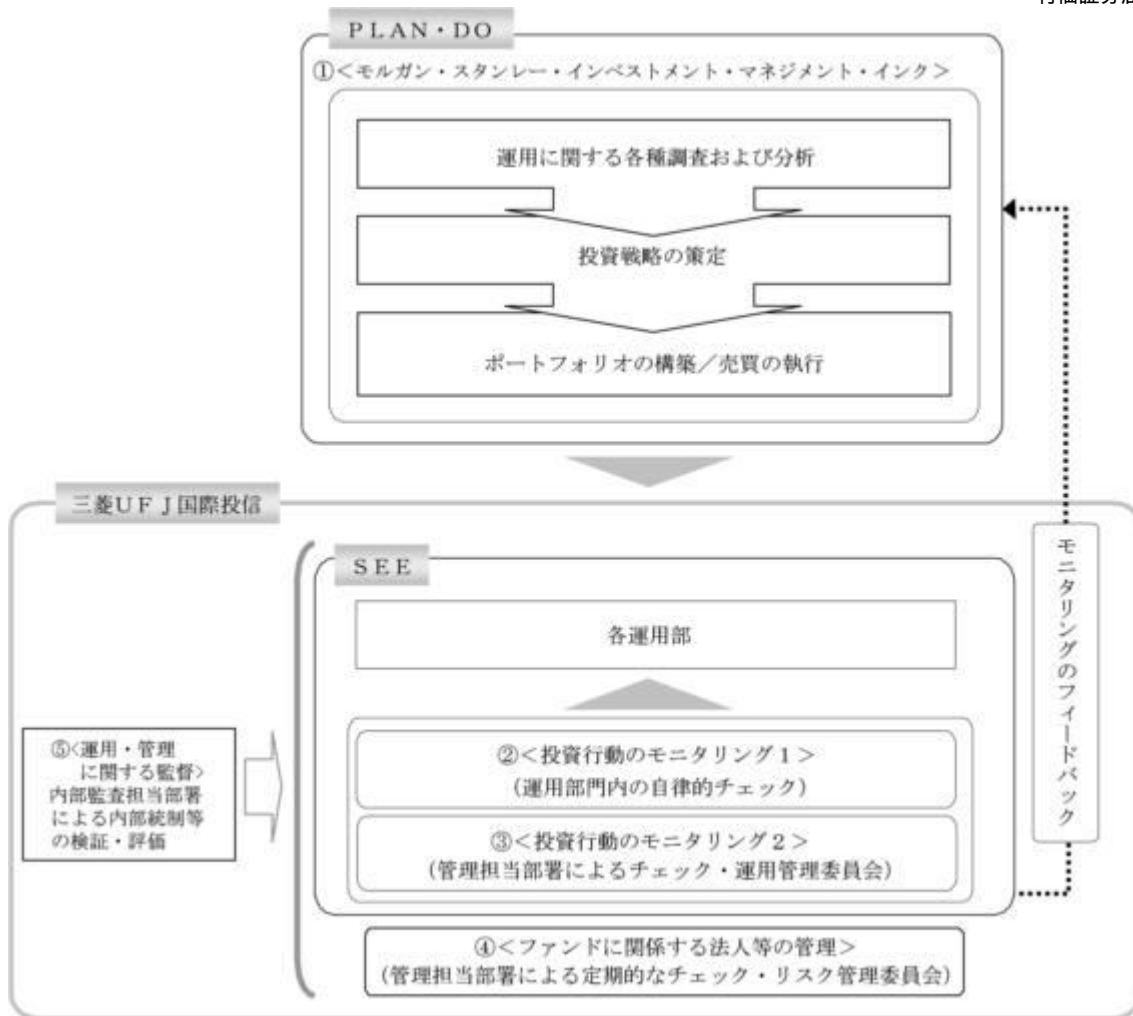 PLAN・DO
①<モルガン・スタンレー・インベストメント・マネジメント・インク>
運用に関する各種調査および分析
投資戦略の策定
ポートフォリオの構築／売買の執行
三菱UFJ国際投信
SEE
各運用部
②<投資行動のモニタリング１>
（運用部門内の自律的チェック）
③<投資行動のモニタリング２>
（管理担当部署によるチェック・運用管理委員会）
④<ファンドに関係する法人等の管理>
（管理担当部署による定期的なチェック・リスク管理委員会）
⑤<運用・管理
に関する監督>
内部監査担当部署
による内部統制等
の検証・評価
モニタリングのフィードバック